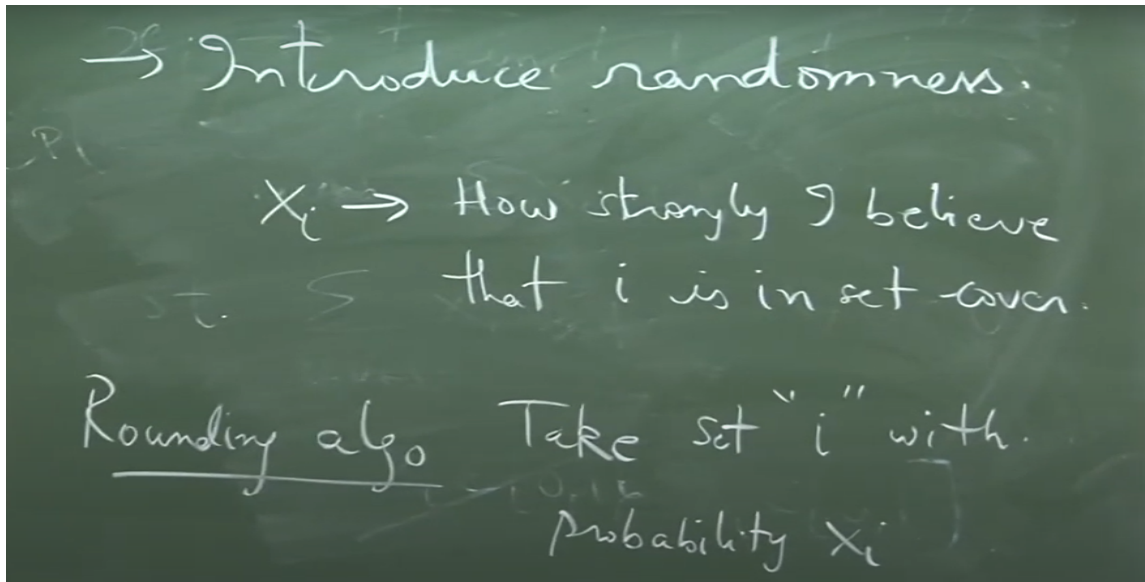 → Introduce randomness.
Xi → How strongly I believe
that i is in set cover.
Rounding algo Take set "i" with.
probability Xi